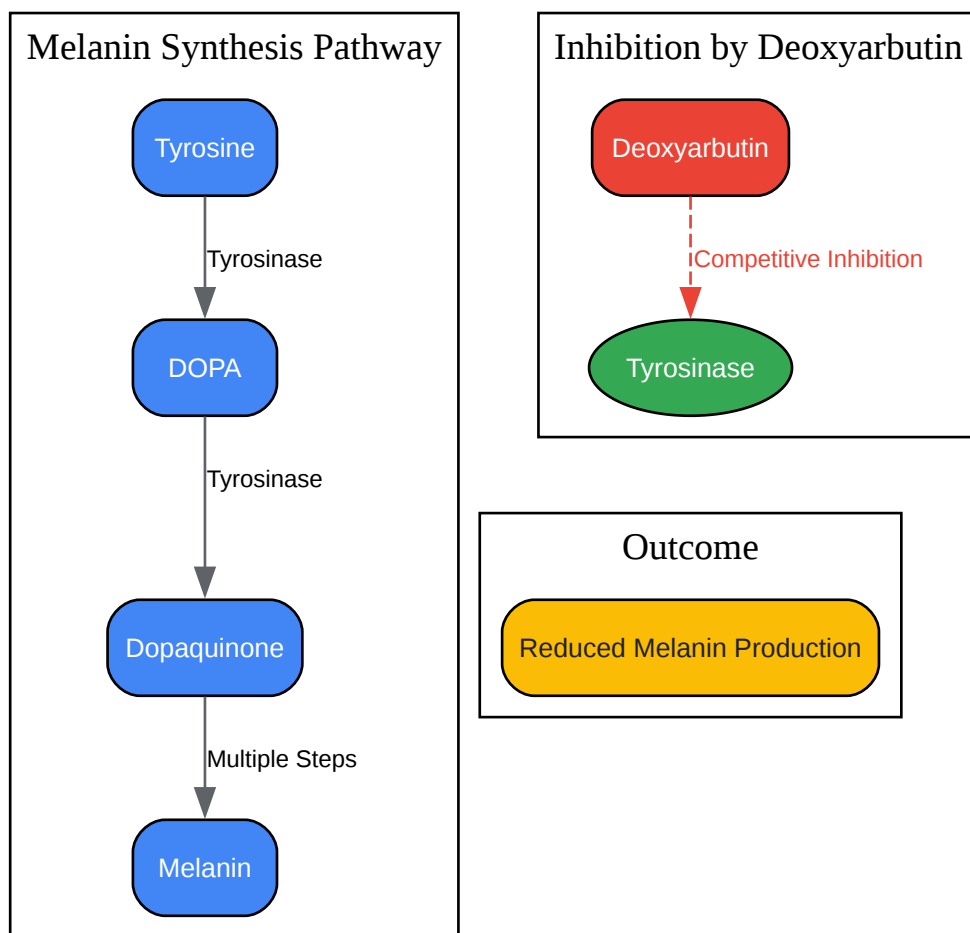 Melanin Synthesis Pathway
Tyrosine
Tyrosinase
DOPA
Tyrosinase
Dopaquinone
Multiple Steps
Melanin
Inhibition by Deoxyarbutin
Deoxyarbutin
Competitive Inhibition
Tyrosinase
Outcome
Reduced Melanin Production